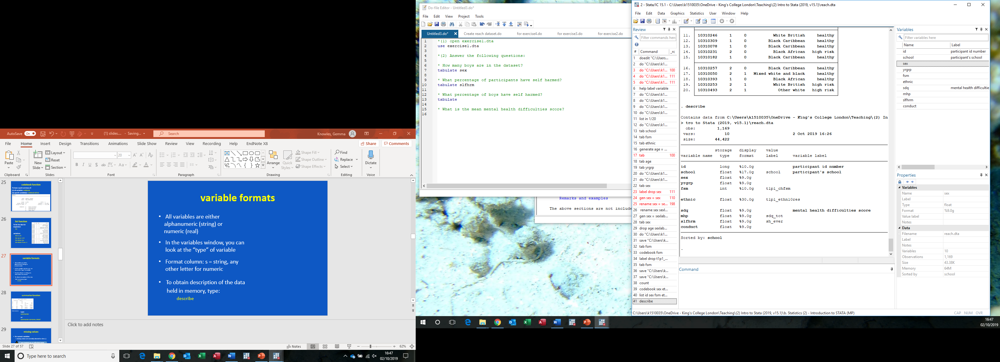 AutoSave On (1) slides.... - Saving... Search Knowles, Gemma
File Home Insert Design Transitions Animations Slide Show Review View Recording Help EndNote X8 Share Comments
Paste New Slide Layout Reset Section 20 Arrange Quick Styles Shape Fill Shape Outline Shape Effects Find Replace Select Dictate
Clipboard Slides Font Paragraph Drawing Editing Voice
25
codebook function
26
list function
27
variable formats
28
summarize function
29
missing values
variable formats
• All variables are either
alphanumeric (string) or
numeric (real)
• In the variables window, you can
look at the “type” of variable
• Format column: s = string, any
other letter for numeric
• To obtain description of the data
held in memory, type:
describe
Click to add notes
Slide 27 of 57 Notes 62%
Type here to search 16:47
02/10/2019
Do-file Editor - Untitled3.do*
File Edit View Project Tools
Untitled3.do* Create reach dataset.do for exercise4.do for exercise3.do for exercise2.do
1 *(1) open exercise1.dta
2 use exercise1.dta
3
4 *(2) Answer the following questions:
5
6 * How many boys are in the dataset?
7 tabulate sex
8
9 * What percentage of participants have self harmed?
10 tabulate slfhrm
11
12 * What percentage of boys have self harmed?
13 tabulate
14
15 * What is the mean mental health difficulties score?
16
Remarks and examples
The above sections are not include
2 - Stata/IC 15.1 - C:\Users\k1510035\OneDrive - King's College London\Teaching\(2) Intro to Stata (2019, v15.1)\reach.dta
File Edit Data Graphics Statistics User Window Help
Review
Filter commands here
# Command _rc
1 doedit "C:\Users...
2 do "C:\Users\k1...
3 do "C:\Users\k1... 100
4 do "C:\Users\k1... 111
5 do "C:\Users\k1... 111
6 help label variable
7 do "C:\Users\k1...
8 do "C:\Users\k1...
9 do "C:\Users\k1...
10 do "C:\Users\k1...
11 list in 1/20
12 do "C:\Users\k1...
13 tab school
14 tab fsm
15 tab ethnic
16 generate age = ...
17 tab 100
18 tab age
19 tab yrgrp
20 do "C:\Users\k1...
21 do "C:\Users\k1...
22 tab sex
23 label drop sex 111
24 gen sex = sex 110
25 rename sex = se... 198
26 rename sex sexl...
27 gen sex = sexlab...
28 tab sex
29 drop age sexlab...
30 do "C:\Users\k1...
31 save "C:\Users\k...
32 tab fsm
33 codebook fsm
34 label drop t1p1_...
35 tab fsm
36 save "C:\Users\k...
37 save "C:\Users\k...
38 count
39 codebook sex et...
40 list id sex fsm et...
41 describe
11. 10310246 1 0 White British healthy
12. 10310309 1 0 Black Caribbean healthy
13. 10310078 1 0 Black Caribbean healthy
14. 10310231 2 0 Black African high risk
15. 10310182 1 0 Black Caribbean healthy
16. 10310257 2 0 Black Caribbean healthy
17. 10310050 2 1 Mixed white and black healthy
18. 10310393 1 0 Black African healthy
19. 10310253 2 1 White British high risk
20. 10310493 2 1 Other white high risk
. describe
Contains data from C:\Users\k1510035\OneDrive - King's College London\Teaching\(2) In
> tro to Stata (2019, v15.1)\reach.dta
obs: 1,169
vars: 10 2 Oct 2019 16:26
size: 44,422
storage display value
variable name type format label variable label
id long %10.0g participant id number
school float %17.0g school participant's school
sex float %9.0g
yrgrp float %9.0g
fsm int %10.0g t1p1_chfsm
ethnic float %30.0g t1p1_ethn10res
sdq float %9.0g mental health difficulties score
mhp float %9.0g sdq_tot
slfhrm float %9.0g sh_ever
conduct float %9.0g
Sorted by: school
.
Command
Variables
Filter variables here
Name Label
id participant id number
school participant's school
sex
yrgrp
fsm
ethnic
sdq mental health difficultie
mhp
slfhrm
conduct
Properties
Variables
Name sex
Label
Type float
Format %9.0g
Value label
Notes
Data
Filename reach.dta
Label
Notes
Variables 10
Observations 1,169
Size 43.38K
Memory 64M
Sorted by school
C:\Users\k1510035\OneDrive - King's College London\Teaching\(2) Intro to Stata (2019, v15.1)\b. Statistics (2) - Introduction to STATA (MP) CAP NUM OVR
16:47
02/10/2019